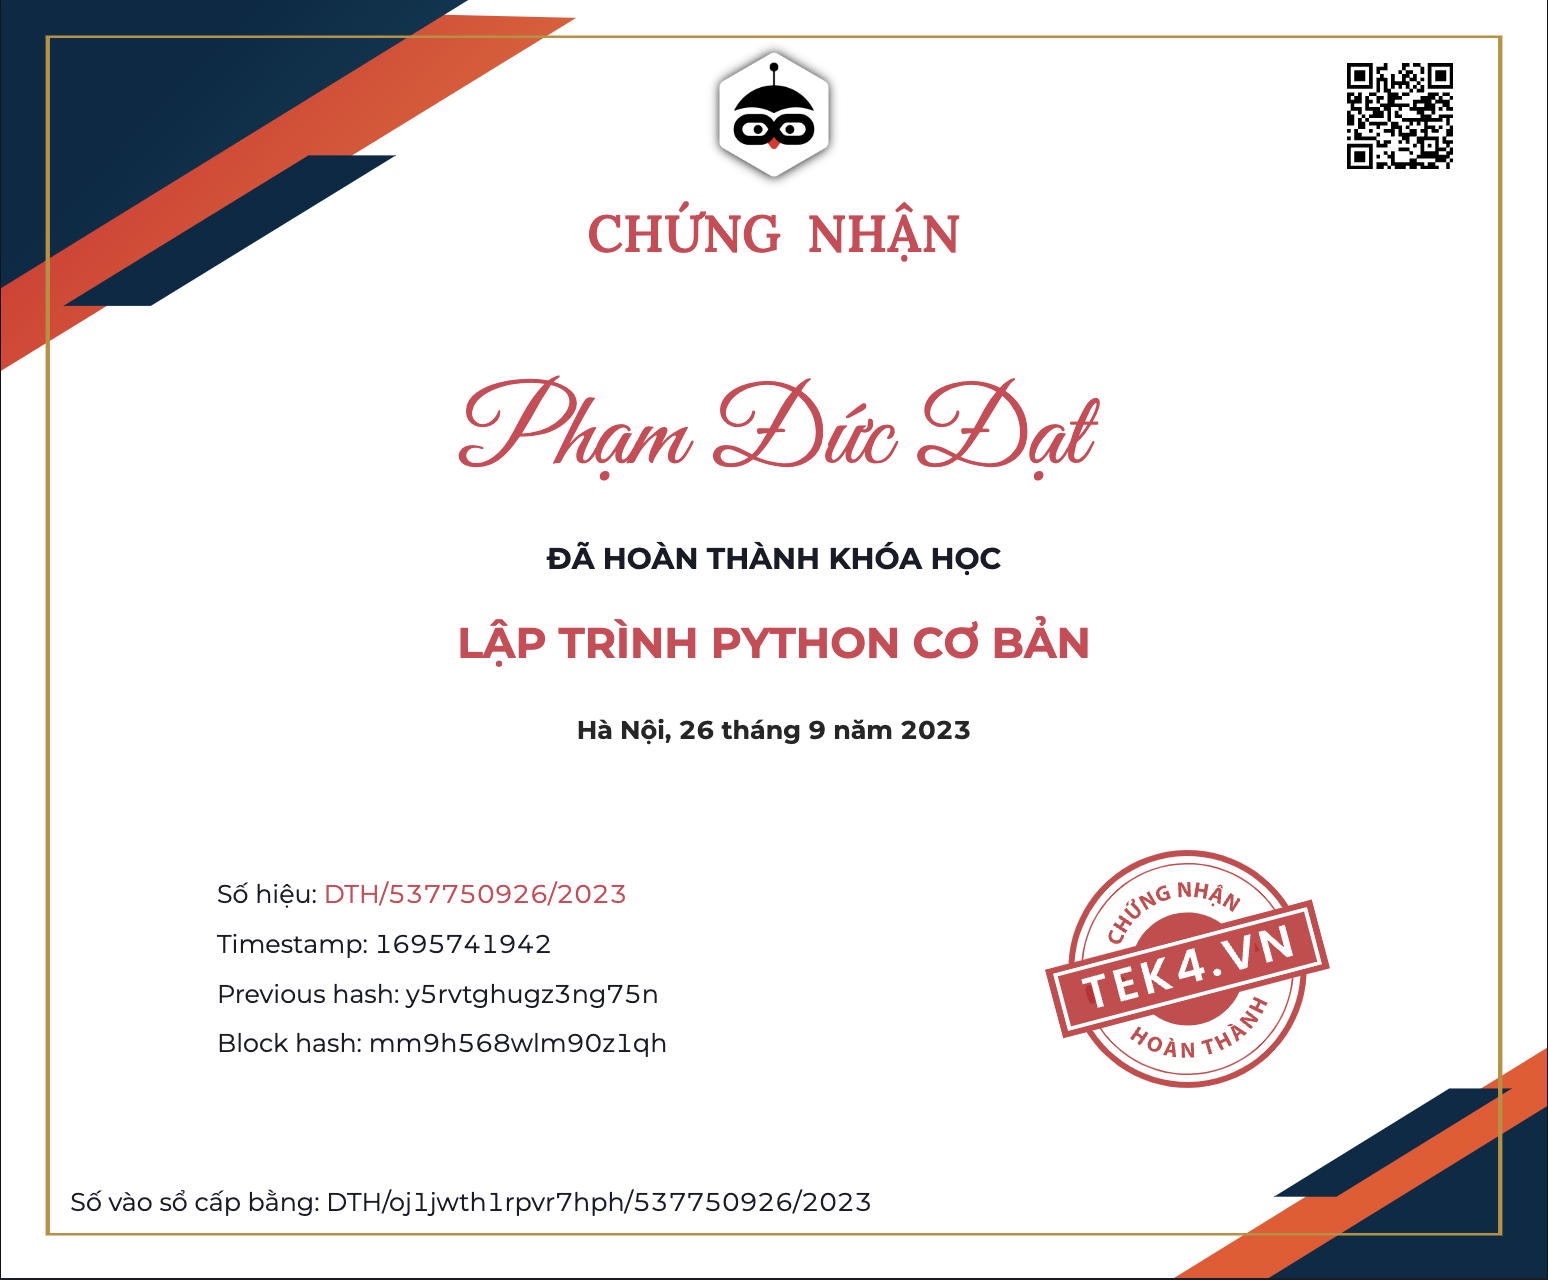 CHỨNG NHẬN
Phạm Đức Đạt
ĐÃ HOÀN THÀNH KHÓA HỌC
LẬP TRÌNH PYTHON CƠ BẢN
Hà Nội, 26 tháng 9 năm 2023
Số hiệu: DTH/537750926/2023
Timestamp: 1695741942
Previous hash: y5rvtghugz3ng75n
Block hash: mm9h568wlm90z1qh
CHỨNG NHẬN
TEK4.VN
HOÀN THÀNH
Số vào sổ cấp bằng: DTH/oj1jwth1rpvr7hph/537750926/2023